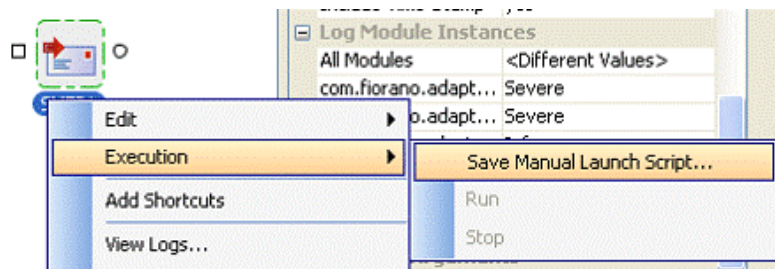 Log Module Instances
All Modules <Different Values>
com.fiorano.adapt... Severe
o.adapt... Severe
Edit
Execution
Save Manual Launch Script...
Add Shortcuts
Run
View Logs...
Stop